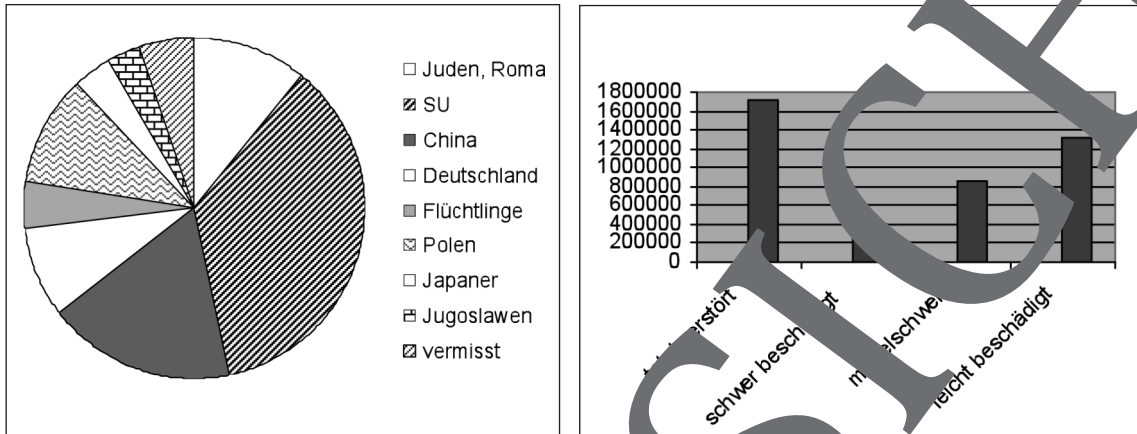 Juden, Roma
SU
China
Deutschland
Flüchtlinge
Polen
Japaner
Jugoslawen
vermisst
1800000
1600000
1400000
1200000
1000000
800000
600000
400000
200000
0
schwer
leicht beschädigt